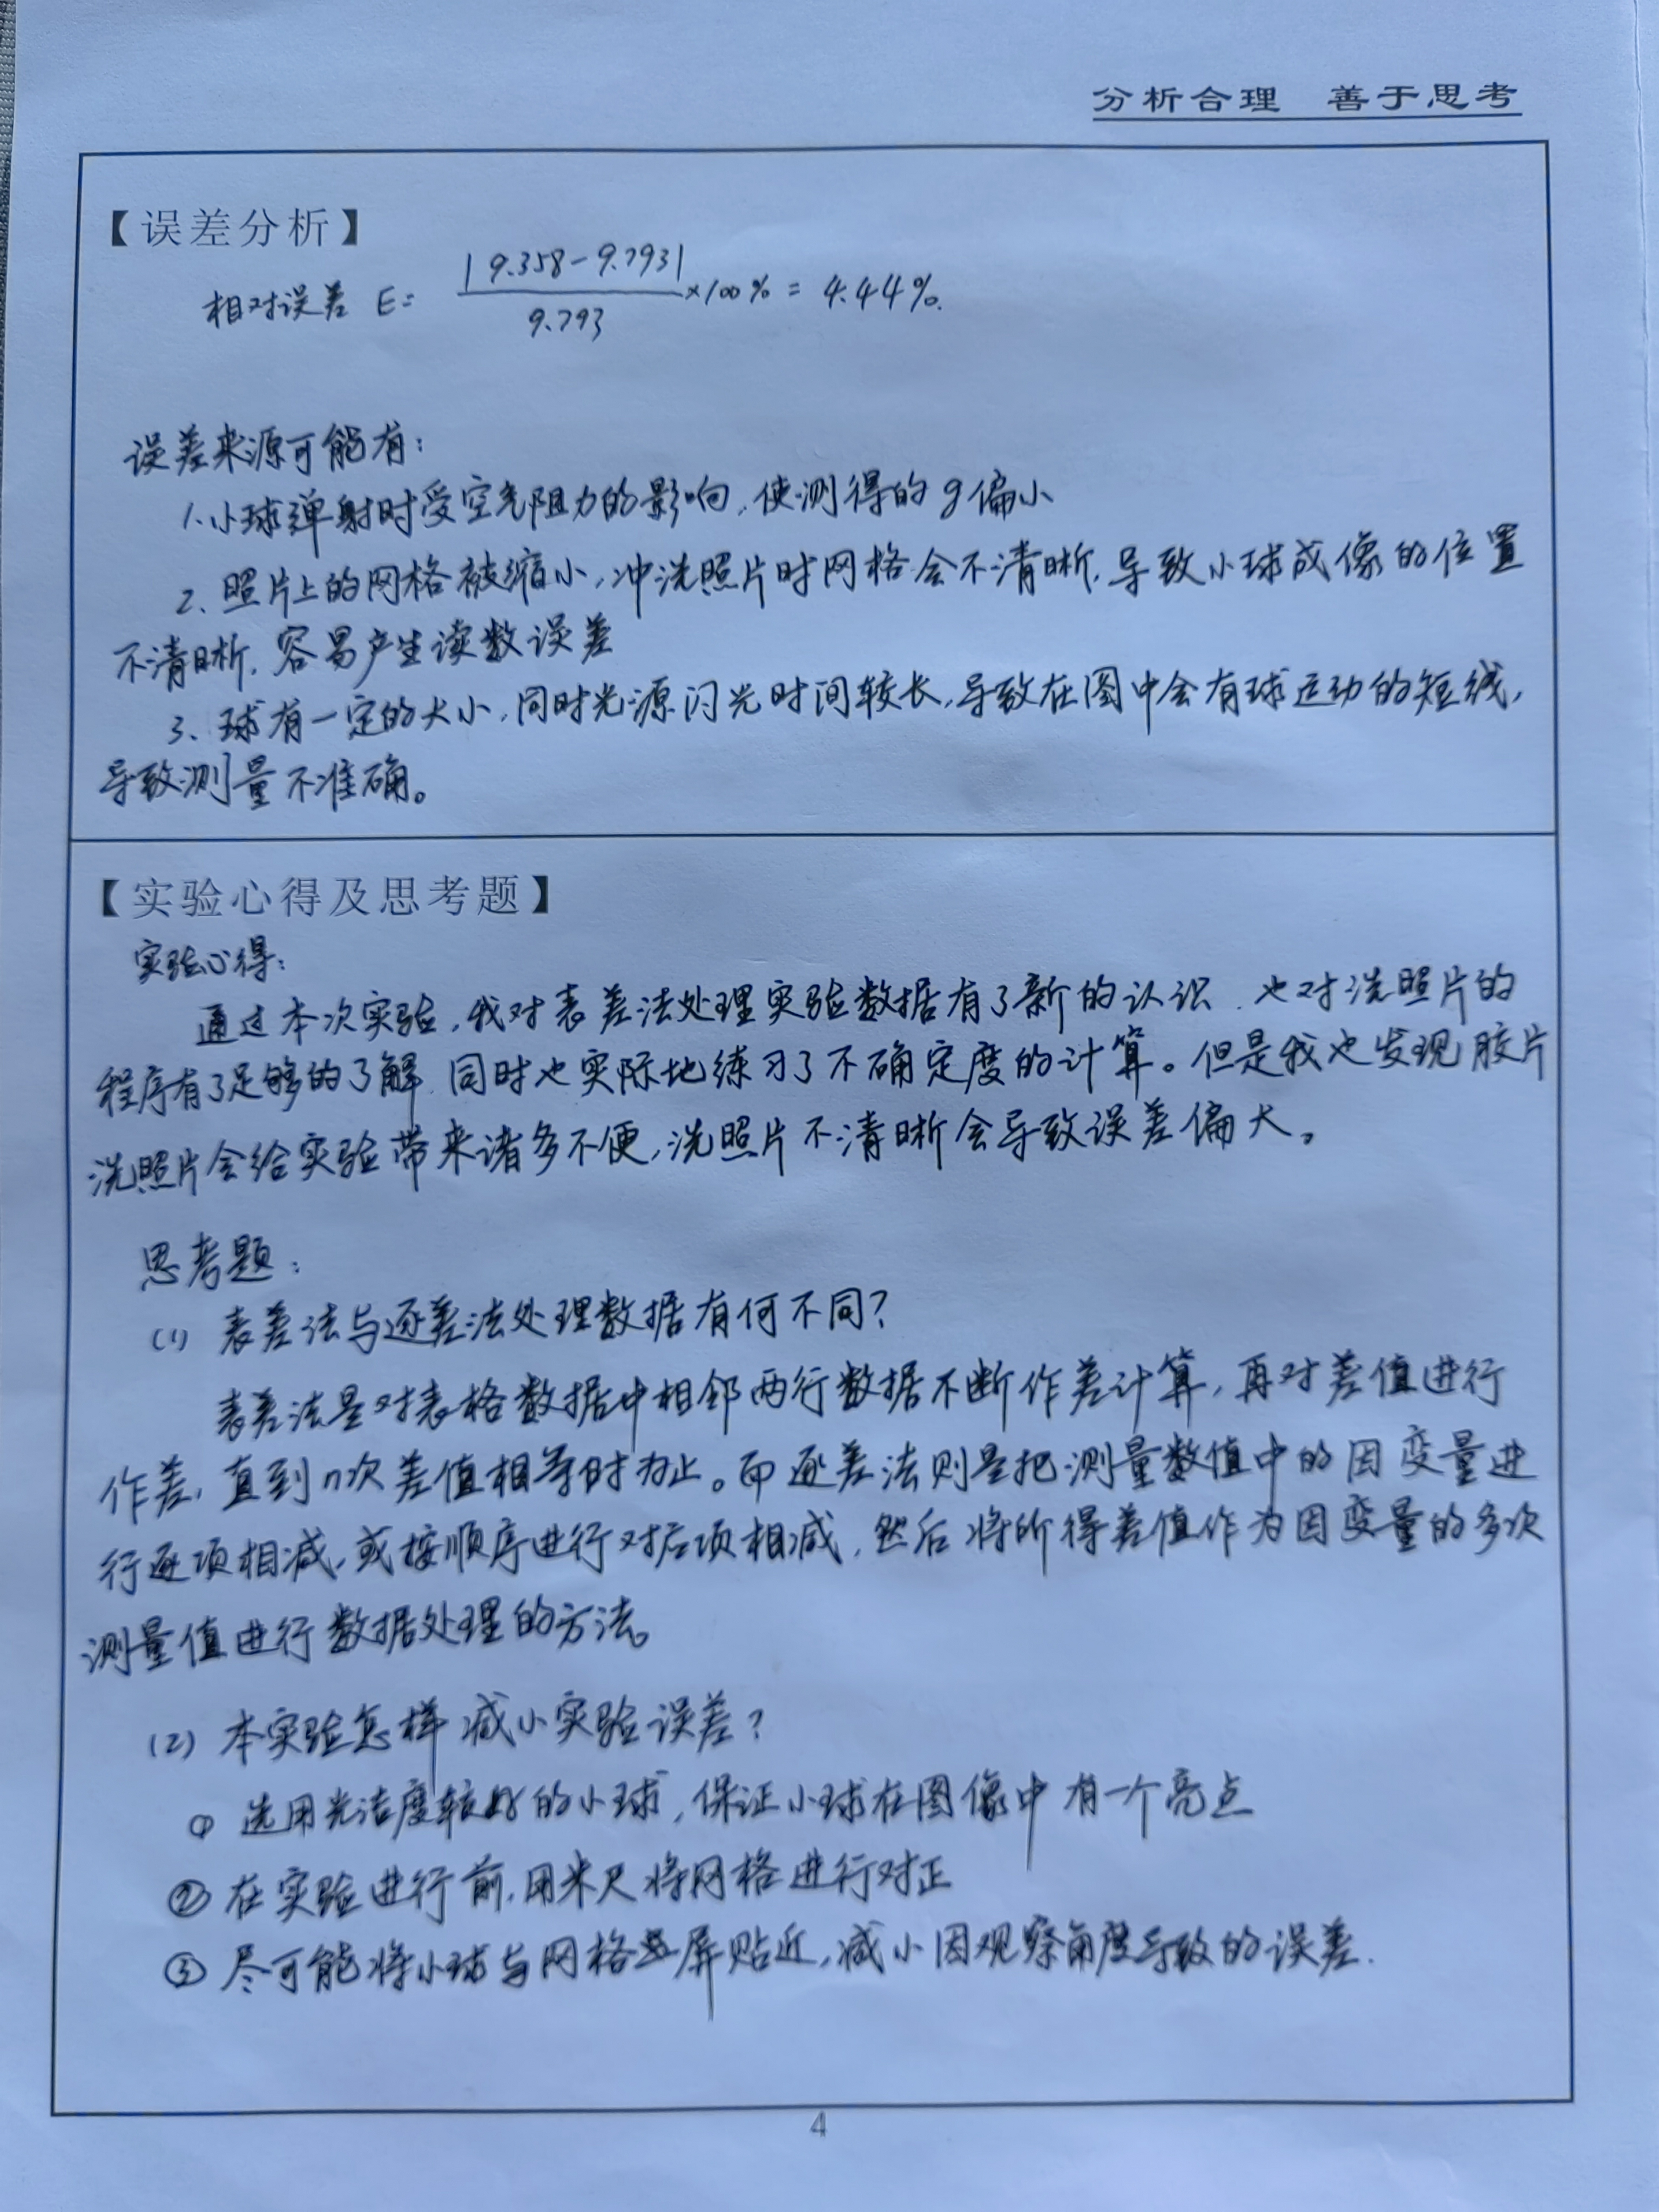 分析合理 善于思考
【误差分析】
相对误差 E= |9.358-9.793| / 9.793 ×100% = 4.44%.
误差来源可能有:
1.小球弹射时受空气阻力的影响,使测得的g偏小
2、照片上的网格被缩小,冲洗照片时网格会不清晰,导致小球成像的位置
不清晰,容易产生读数误差
3、球有一定的大小,同时光源闪光时间较长,导致在图中会有球运动的短线,
导致测量不准确。
【实验心得及思考题】
实验心得:
通过本次实验,我对表差法处理实验数据有了新的认识,也对洗照片的
程序有了足够的了解,同时也实际地练习了不确定度的计算。但是我也发现胶片
洗照片会给实验带来诸多不便,洗照片不清晰会导致误差偏大。
思考题:
(1) 表差法与逐差法处理数据有何不同?
表差法是对表格数据中相邻两行数据不断作差计算,再对差值进行
作差,直到n次差值相等时为止。而逐差法则是把测量数值中的因变量进
行逐项相减,或按顺序进行对应项相减,然后将所得差值作为因变量的多次
测量值进行数据处理的方法。
(2) 本实验怎样减小实验误差?
① 选用光洁度较好的小球,保证小球在图像中有一个亮点
② 在实验进行前,用米尺将网格进行对正
③ 尽可能将小球与网格屏贴近,减小因观察角度导致的误差.
4